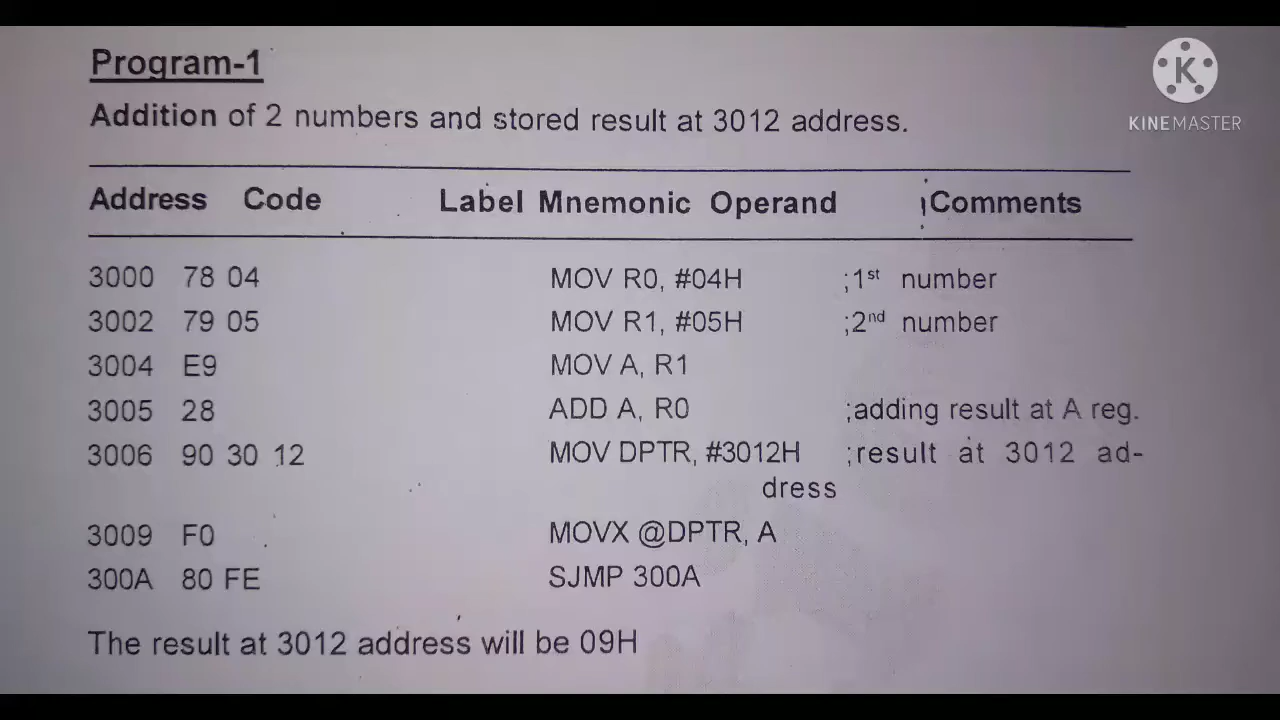 Program-1
K
KINEMASTER
Addition of 2 numbers and stored result at 3012 address.
Address Code Label Mnemonic Operand ;Comments
3000 78 04 MOV R0, #04H ;1st number
3002 79 05 MOV R1, #05H ;2nd number
3004 E9 MOV A, R1
3005 28 ADD A, R0 ;adding result at A reg.
3006 90 30 12 MOV DPTR, #3012H ;result at 3012 ad-
dress
3009 F0 MOVX @DPTR, A
300A 80 FE SJMP 300A
The result at 3012 address will be 09H